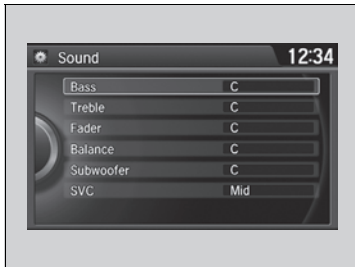 Sound 12:34
Bass C
Treble C
Fader C
Balance C
Subwoofer C
SVC Mid